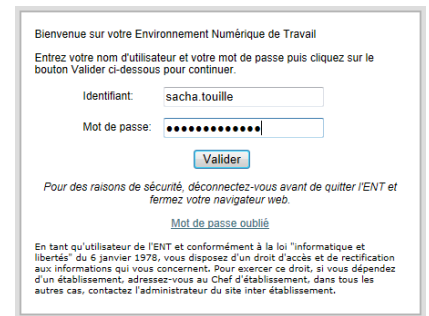 Bienvenue sur votre Environnement Numérique de Travail
Entrez votre nom d'utilisateur et votre mot de passe puis cliquez sur le
bouton Valider ci-dessous pour continuer.
Identifiant: sacha.touille
Mot de passe: •••••••••••••
Valider
Pour des raisons de sécurité, déconnectez-vous avant de quitter l'ENT et
fermez votre navigateur web.
Mot de passe oublié
En tant qu'utilisateur de l'ENT et conformément à la loi "informatique et
libertés" du 6 janvier 1978, vous disposez d'un droit d'accès et de rectification
aux informations qui vous concernent. Pour exercer ce droit, si vous dépendez
d'un établissement, adressez-vous au Chef d'établissement, dans tous les
autres cas, contactez l'administrateur du site inter établissement.